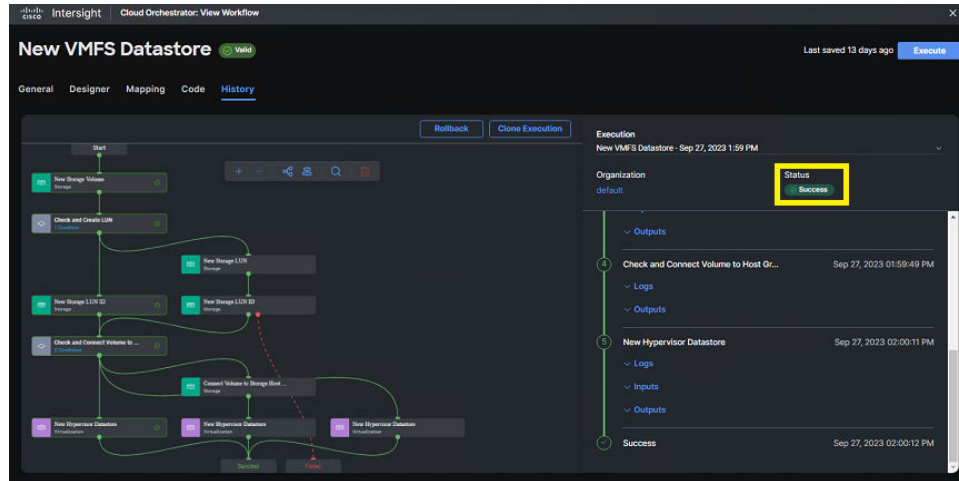 cisco Intersight Cloud Orchestrator: View Workflow
New VMFS Datastore Valid
Last saved 13 days ago Execute
General Designer Mapping Code History
Rollback Clone Execution
Start
New Storage Volume
Storage
Check and Create LUN
1 Condition
New Storage LUN
Storage
New Storage LUN ID
Storage
New Storage LUN ID
Storage
Check and Connect Volume to ...
2 Conditions
Connect Volume to Storage Host ...
Storage
New Hypervisor Datastore
Virtualization
New Hypervisor Datastore
Virtualization
New Hypervisor Datastore
Virtualization
Success
Failed
Execution
New VMFS Datastore - Sep 27, 2023 1:59 PM
Organization
default
Status
Success
Outputs
4 Check and Connect Volume to Host Gr... Sep 27, 2023 01:59:49 PM
Logs
Outputs
5 New Hypervisor Datastore Sep 27, 2023 02:00:11 PM
Logs
Inputs
Outputs
Success Sep 27, 2023 02:00:12 PM